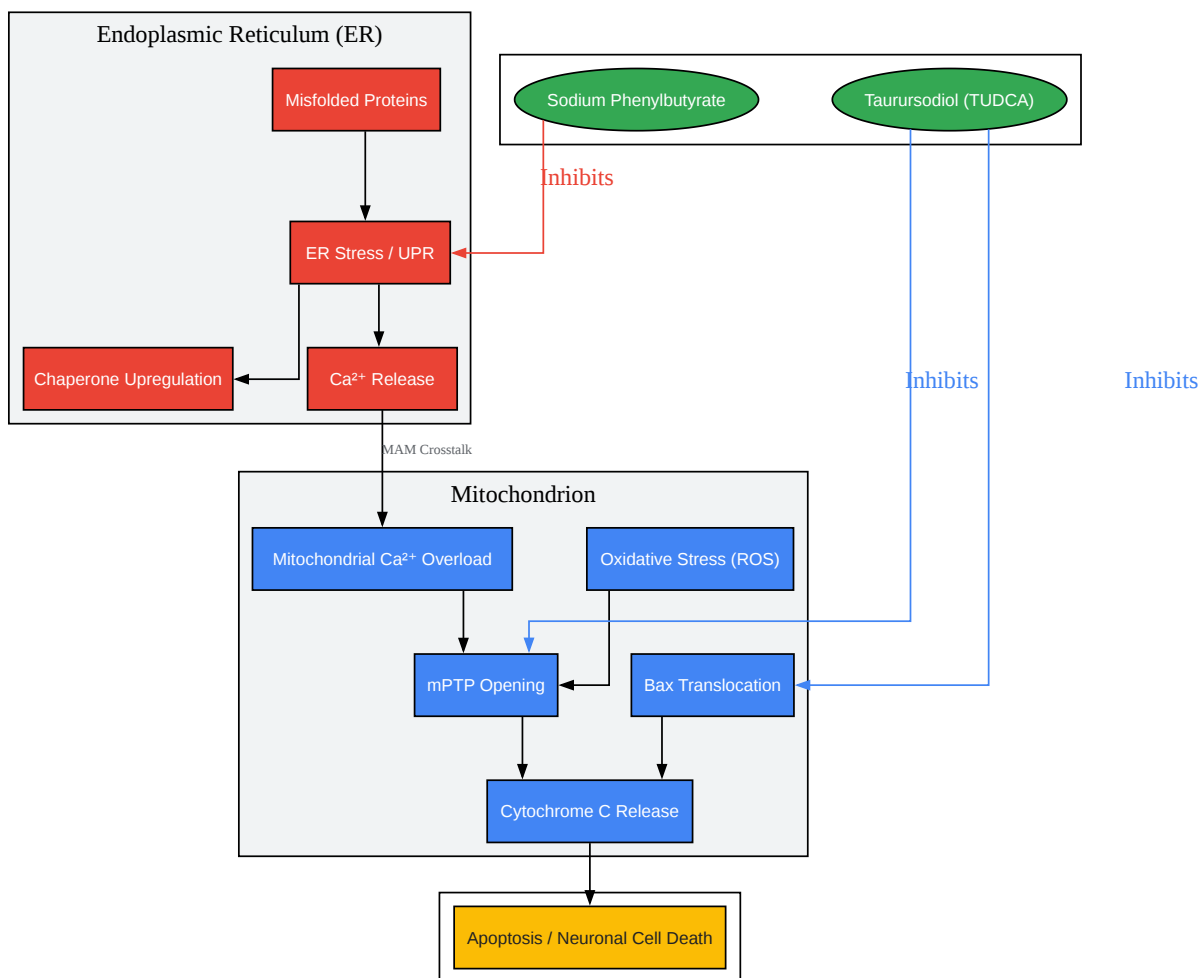 Endoplasmic Reticulum (ER)
Misfolded Proteins
Sodium Phenylbutyrate
Taurursodiol (TUDCA)
Inhibits
ER Stress / UPR
Chaperone Upregulation
Ca²⁺ Release
Inhibits
Inhibits
MAM Crosstalk
Mitochondrion
Mitochondrial Ca²⁺ Overload
Oxidative Stress (ROS)
mPTP Opening
Bax Translocation
Cytochrome C Release
Apoptosis / Neuronal Cell Death